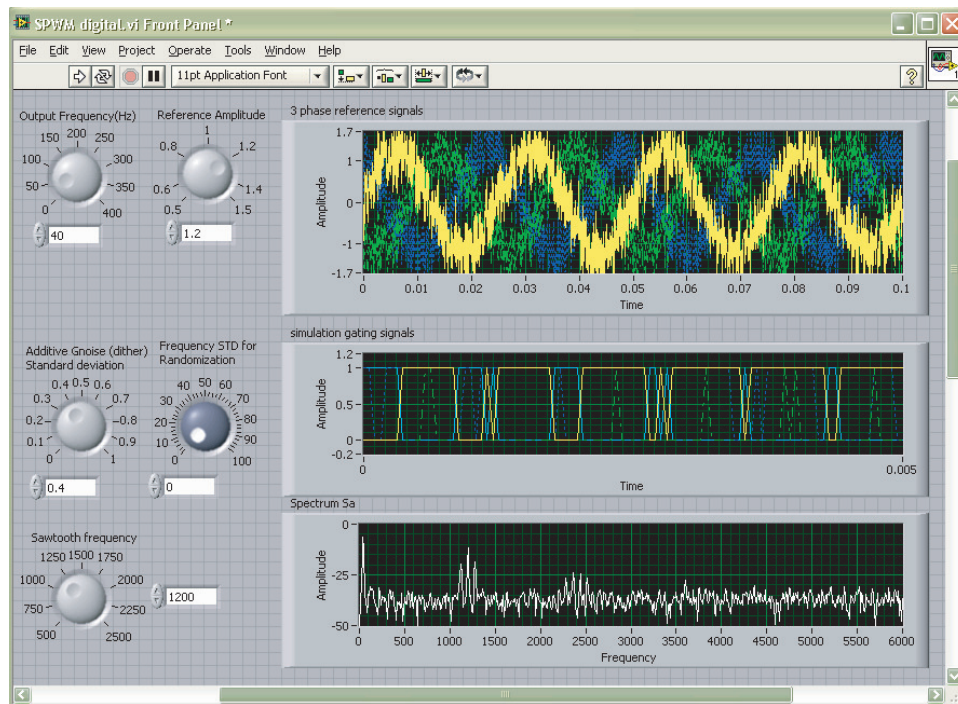 SPWM digital.vi Front Panel *
File Edit View Project Operate Tools Window Help
11pt Application Font
?
1
Output Frequency(Hz)
0 50 100 150 200 250 300 350 400
40
Reference Amplitude
0.5 0.6 0.8 1 1.2 1.4 1.5
1.2
3 phase reference signals
Amplitude
1.7
1
0
-1
-1.7
0 0.01 0.02 0.03 0.04 0.05 0.06 0.07 0.08 0.09 0.1
Time
Additive Gnoise (dither)
Standard deviation
0 0.1 0.2 0.3 0.4 0.5 0.6 0.7 0.8 0.9 1
0.4
Frequency STD for
Randomization
0 10 20 30 40 50 60 70 80 90 100
0
simulation gating signals
Amplitude
1.2
1
0.5
0
-0.2
0 0.005
Time
Sawtooth frequency
500 750 1000 1250 1500 1750 2000 2250 2500
1200
Spectrum Sa
Amplitude
0
-25
-50
0 500 1000 1500 2000 2500 3000 3500 4000 4500 5000 5500 6000
Frequency